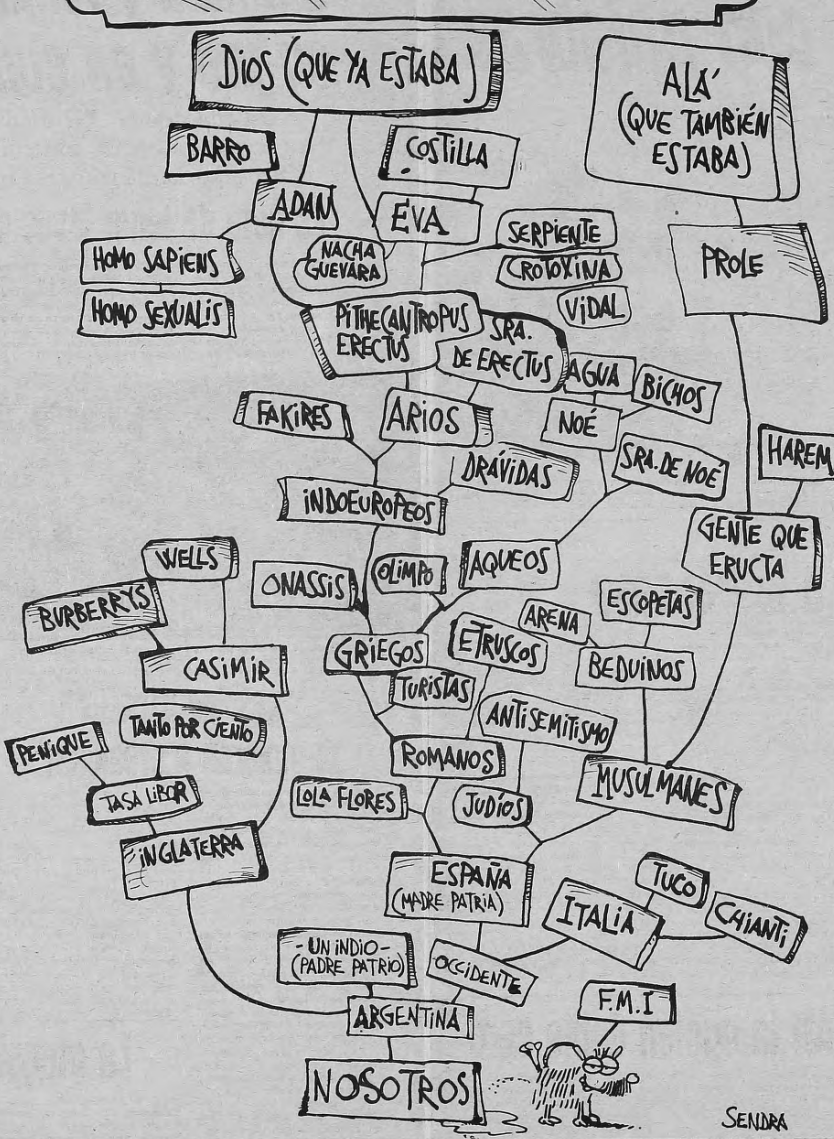 DIOS (QUE YA ESTABA)
ALÁ
(QUE TAMBIÉN
ESTABA)
BARRO
COSTILLA
ADAN
EVA
SERPIENTE
NACHA
GUEVARA
HOMO SAPIENS
CROTOXINA
PROLE
HOMO SEXUALIS
VIDAL
PITHECANTROPUS
ERECTUS
SRA.
DE ERECTUS
AGUA
BICHOS
FAKIRES
ARIOS
NOÉ
HAREM
DRÁVIDAS
SRA. DE NOÉ
INDOEUROPEOS
GENTE QUE
ERUCTA
WELLS
ONASSIS
OLIMPO
AQUEOS
ESCOPETAS
BURBERRYS
ARENA
CASIMIR
GRIEGOS
ETRUSCOS
BEDUINOS
TURISTAS
TANTO POR CIENTO
ANTISEMITISMO
PENIQUE
ROMANOS
TASA LIBOR
LOLA FLORES
JUDÍOS
MUSULMANES
INGLATERRA
ESPAÑA
(MADRE PATRIA)
TUCO
ITALIA
CHIANTI
- UN INDIO -
(PADRE PATRIO)
OCCIDENTE
F.M.I
ARGENTINA
NOSOTROS
SENDRA